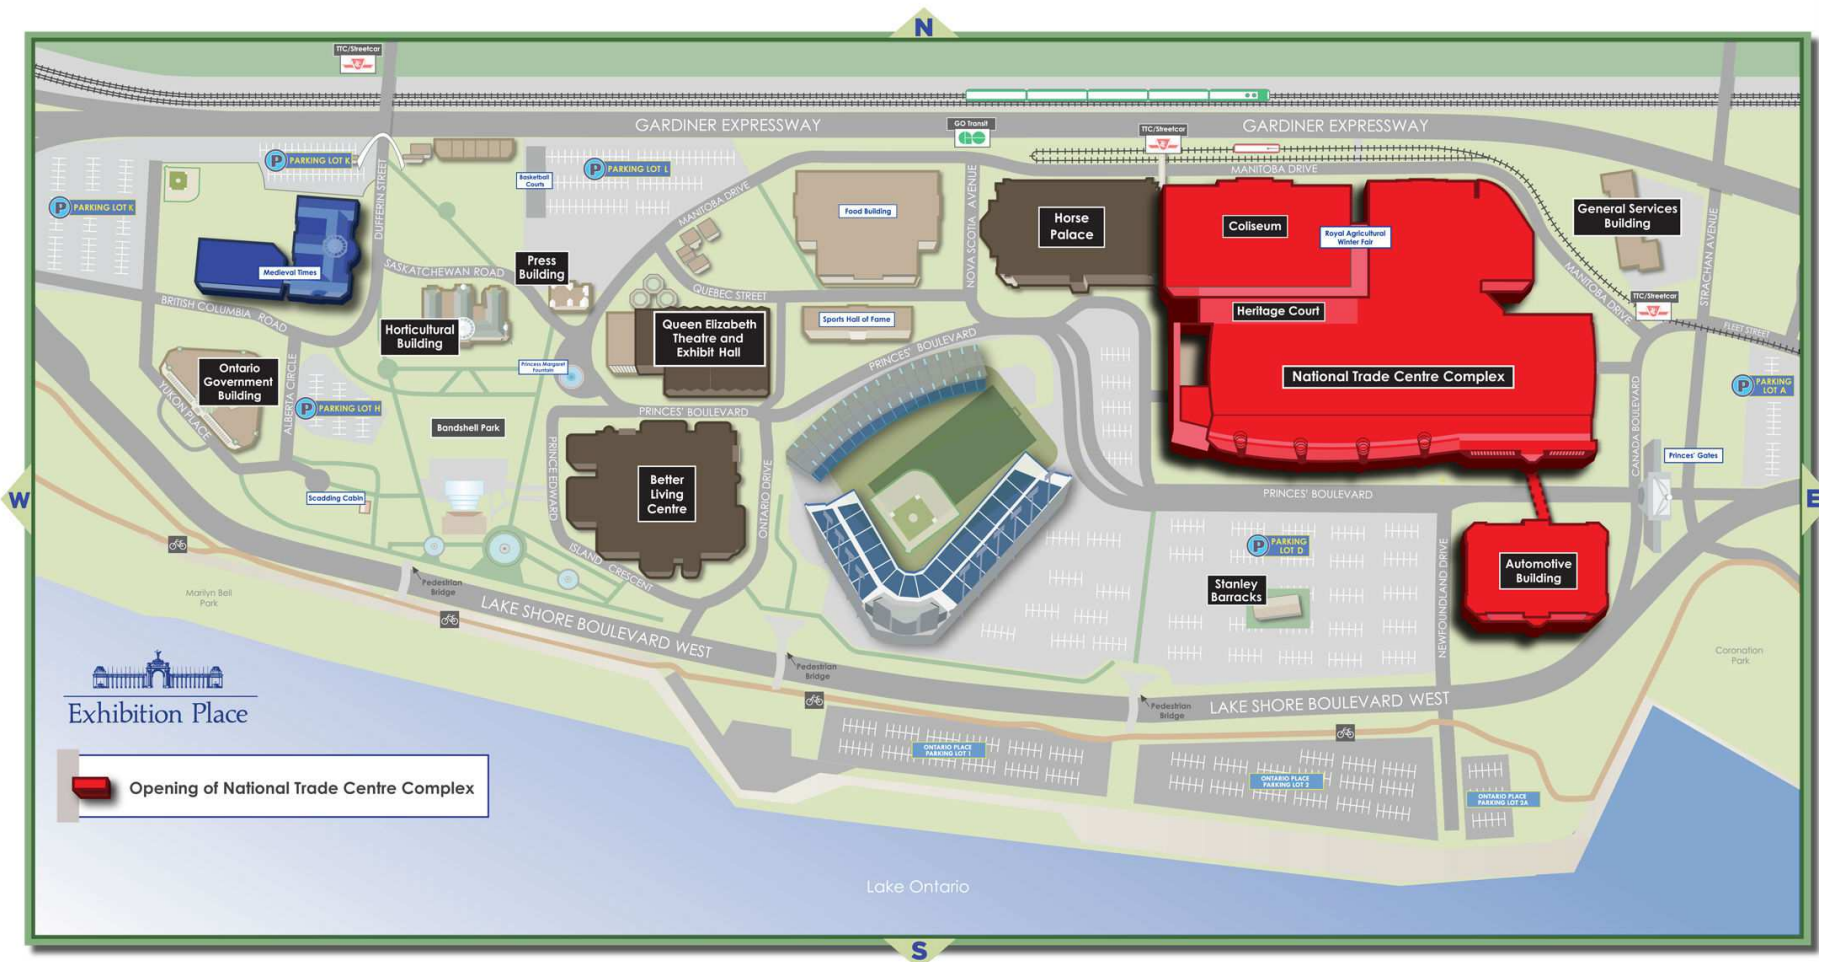 N
TTC/Streetcar
GARDINER EXPRESSWAY
GO Transit
TTC/Streetcar
GARDINER EXPRESSWAY
P PARKING LOT K
P PARKING LOT L
Basketball
Courts
MANITOBA DRIVE
MANITOBA DRIVE
P PARKING LOT K
DUFFERIN STREET
Food Building
NOVA SCOTIA AVENUE
Horse
Palace
Coliseum
Royal Agricultural
Winter Fair
General Services
Building
STRACHAN AVENUE
Medieval Times
SASKATCHEWAN ROAD
Press
Building
QUEBEC STREET
MANITOBA DRIVE
TTC/Streetcar
FLEET STREET
BRITISH COLUMBIA ROAD
Horticultural
Building
Queen Elizabeth
Theatre and
Exhibit Hall
Sports Hall of Fame
Heritage Court
PRINCES' BOULEVARD
Ontario
Government
Building
ALBERTA CIRCLE
YUKON PLACE
Princess Margaret
Fountain
National Trade Centre Complex
P PARKING
LOT A
P PARKING LOT H
PRINCES' BOULEVARD
Bandshell Park
CANADA BOULEVARD
Princes' Gates
PRINCE EDWARD
ISLAND CRESCENT
Better
Living
Centre
ONTARIO DRIVE
W
Scadding Cabin
PRINCES' BOULEVARD
E
P PARKING
LOT D
Automotive
Building
Stanley
Barracks
NEWFOUNDLAND DRIVE
Pedestrian
Bridge
Marilyn Bell
Park
LAKE SHORE BOULEVARD WEST
Pedestrian
Bridge
Coronation
Park
Pedestrian
Bridge
LAKE SHORE BOULEVARD WEST
Exhibition Place
ONTARIO PLACE
PARKING LOT 1
ONTARIO PLACE
PARKING LOT 2
ONTARIO PLACE
PARKING LOT 2A
Opening of National Trade Centre Complex
Lake Ontario
S